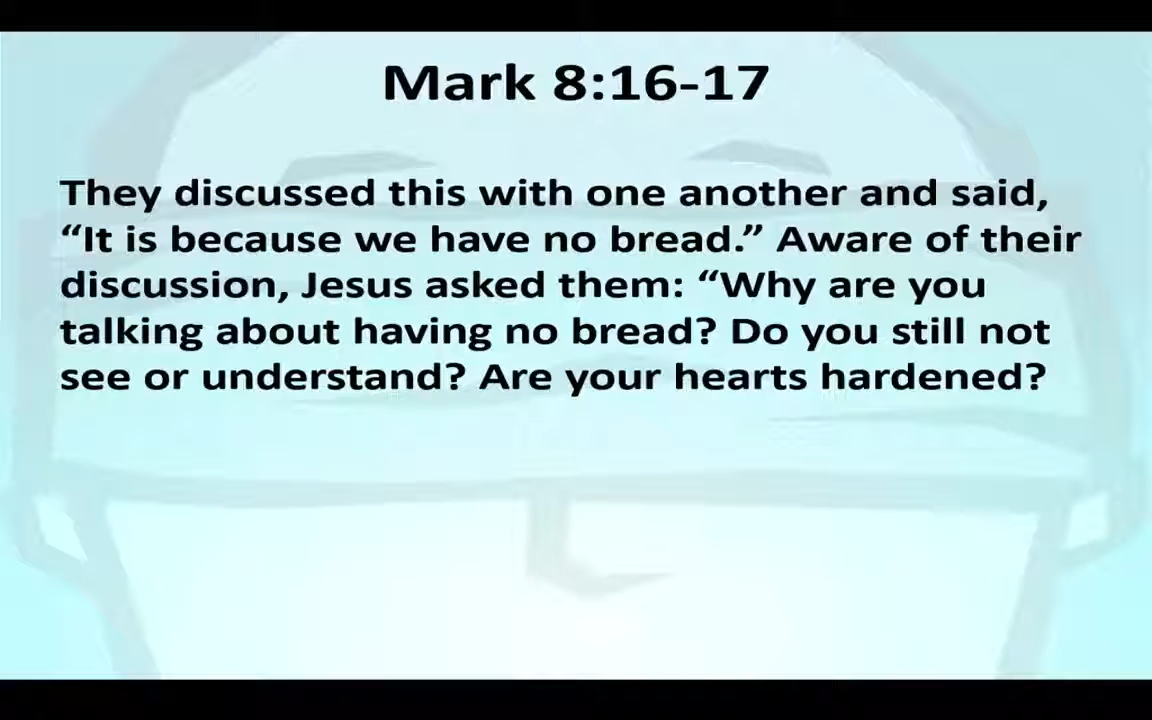 Mark 8:16-17
They discussed this with one another and said,
“It is because we have no bread.” Aware of their
discussion, Jesus asked them: “Why are you
talking about having no bread? Do you still not
see or understand? Are your hearts hardened?